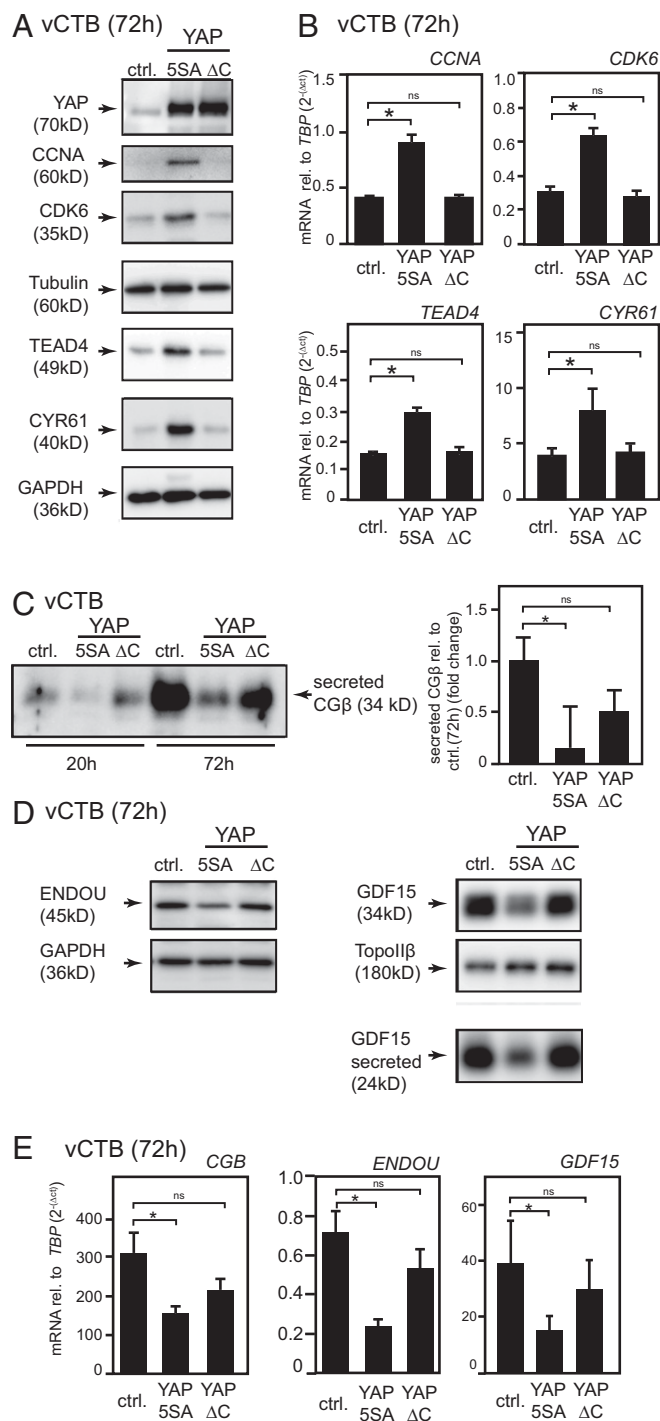 A vCTB (72h)
YAP
ctrl. 5SA ΔC
YAP
(70kD)
CCNA
(60kD)
CDK6
(35kD)
Tubulin
(60kD)
TEAD4
(49kD)
CYR61
(40kD)
GAPDH
(36kD)
B vCTB (72h)
CCNA
mRNA rel. to TBP (2-(Δct))
1.5
1.0
0.5
0
ns
*
ctrl. YAP 5SA YAP ΔC
CDK6
1.0
0.8
0.6
0.4
0.2
0
ns
*
ctrl. YAP 5SA YAP ΔC
TEAD4
mRNA rel. to TBP (2-(Δct))
0.5
0.4
0.3
0.2
0.1
0
ns
*
ctrl. YAP 5SA YAP ΔC
CYR61
15
10
5
0
ns
*
ctrl. YAP 5SA YAP ΔC
C vCTB
YAP YAP
ctrl. 5SA ΔC ctrl. 5SA ΔC
secreted
CGβ (34 kD)
20h 72h
secreted CGβ rel. to
ctrl.(72h) (fold change)
1.5
1.0
0.5
0
ns
*
ctrl. YAP 5SA YAP ΔC
D vCTB (72h)
YAP
ctrl. 5SA ΔC
ENDOU
(45kD)
GAPDH
(36kD)
YAP
ctrl. 5SA ΔC
GDF15
(34kD)
TopoIIβ
(180kD)
GDF15
secreted
(24kD)
E vCTB (72h)
CGB
mRNA rel. to TBP (2-(Δct))
400
300
200
100
0
ns
*
ctrl. YAP 5SA YAP ΔC
ENDOU
1.0
0.8
0.6
0.4
0.2
0
ns
*
ctrl. YAP 5SA YAP ΔC
GDF15
60
40
20
0
ns
*
ctrl. YAP 5SA YAP ΔC